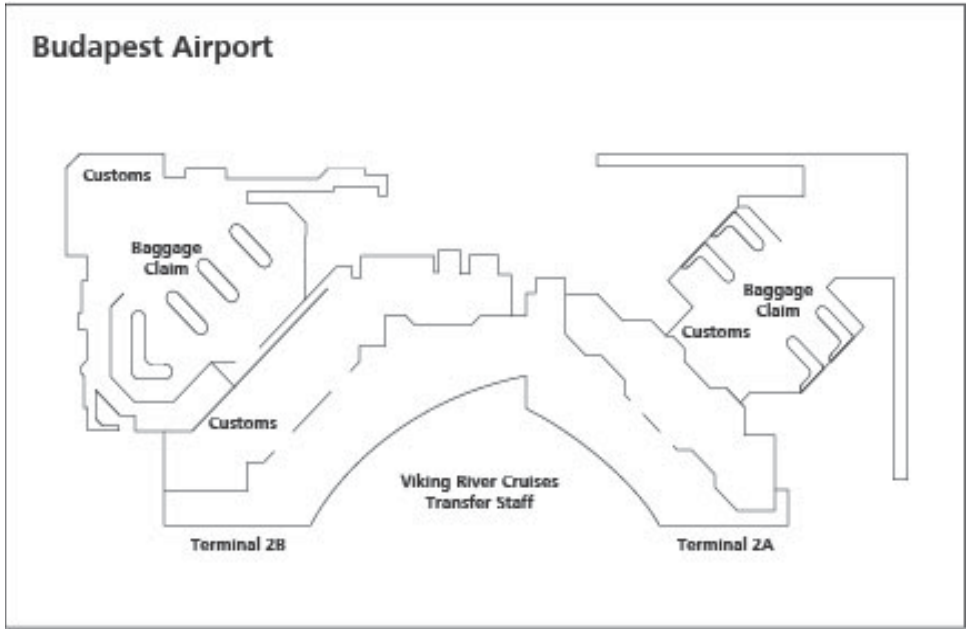 Budapest Airport
Customs
Baggage
Claim
Baggage
Claim
Customs
Customs
Viking River Cruises
Transfer Staff
Terminal 2B
Terminal 2A